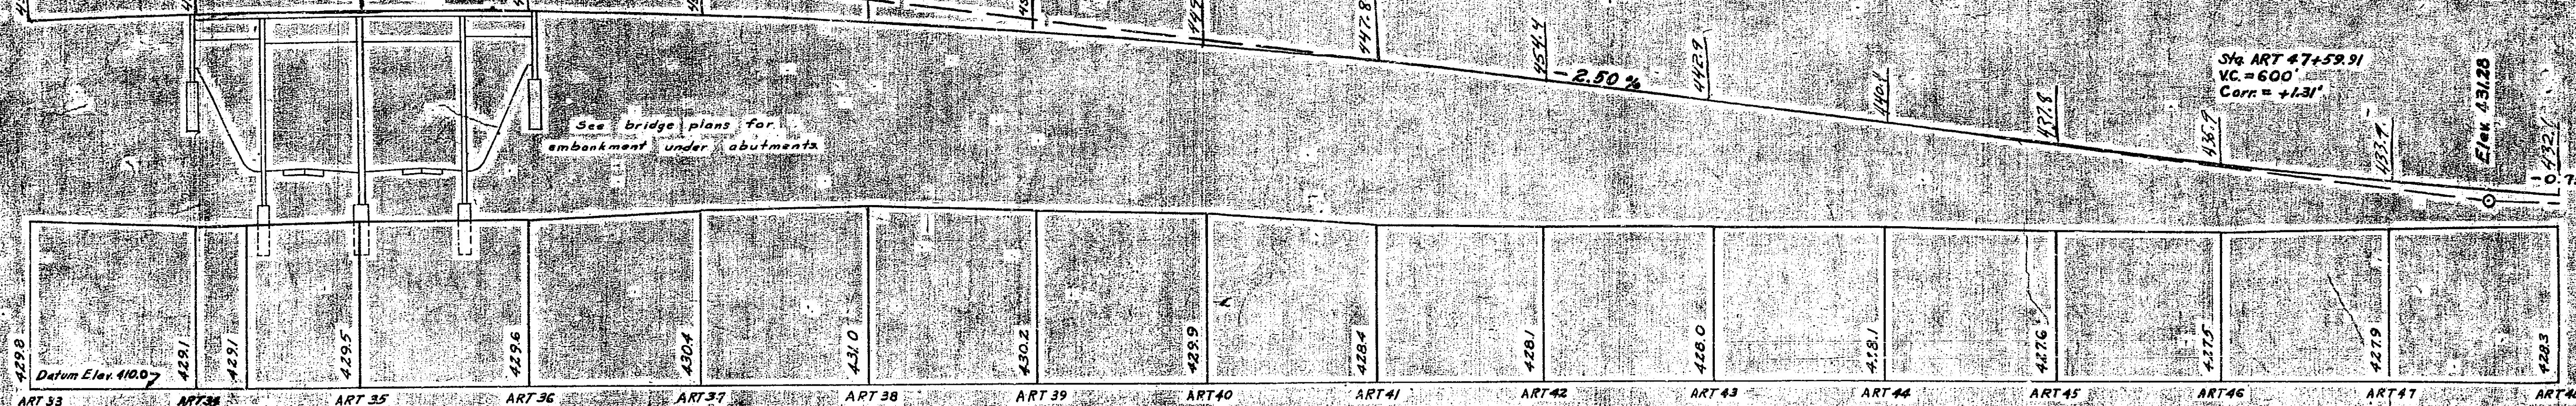 447.8
454.4
- 2.50 %
442.9
440.4
437.8
435.9
433.9
Sta. ART 47+59.91
V.C. = 600'
Corr. = +1.31'
Elev. 431.28
432.1
See bridge plans for
embankment under abutments.
429.8
429.1
429.1
429.5
429.6
430.4
431.0
430.2
429.9
428.4
428.1
428.0
428.1
427.6
427.5
427.9
428.3
Datum Elev. 410.0
ART 33
ART 34
ART 35
ART 36
ART 37
ART 38
ART 39
ART 40
ART 41
ART 42
ART 43
ART 44
ART 45
ART 46
ART 47